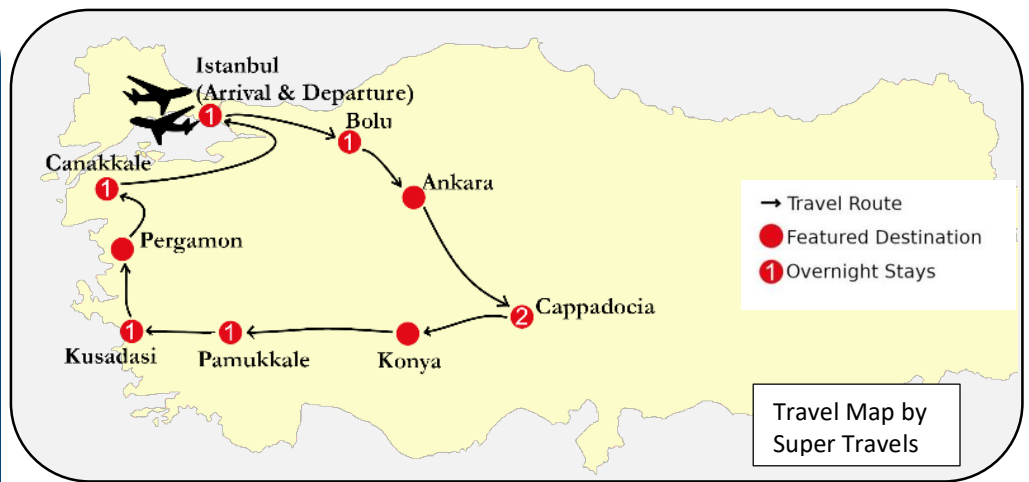 Istanbul
(Arrival & Departure)
1
Bolu
1
Canakkale
1
Ankara
Pergamon
Cappadocia
2
1
Kusadasi
1
Pamukkale
Konya
Travel Route
Featured Destination
1 Overnight Stays
Travel Map by
Super Travels